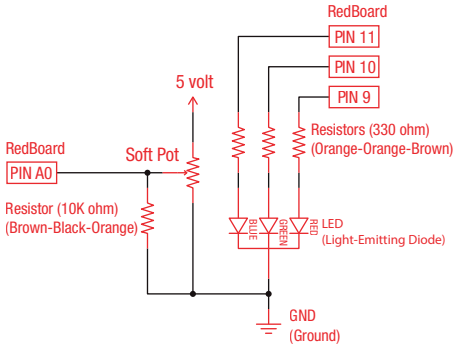 RedBoard
PIN 11
PIN 10
PIN 9
5 volt
Resistors (330 ohm)
(Orange-Orange-Brown)
RedBoard
PIN A0
Soft Pot
Resistor (10K ohm)
(Brown-Black-Orange)
BLUE
GREEN
RED
LED
(Light-Emitting Diode)
GND
(Ground)